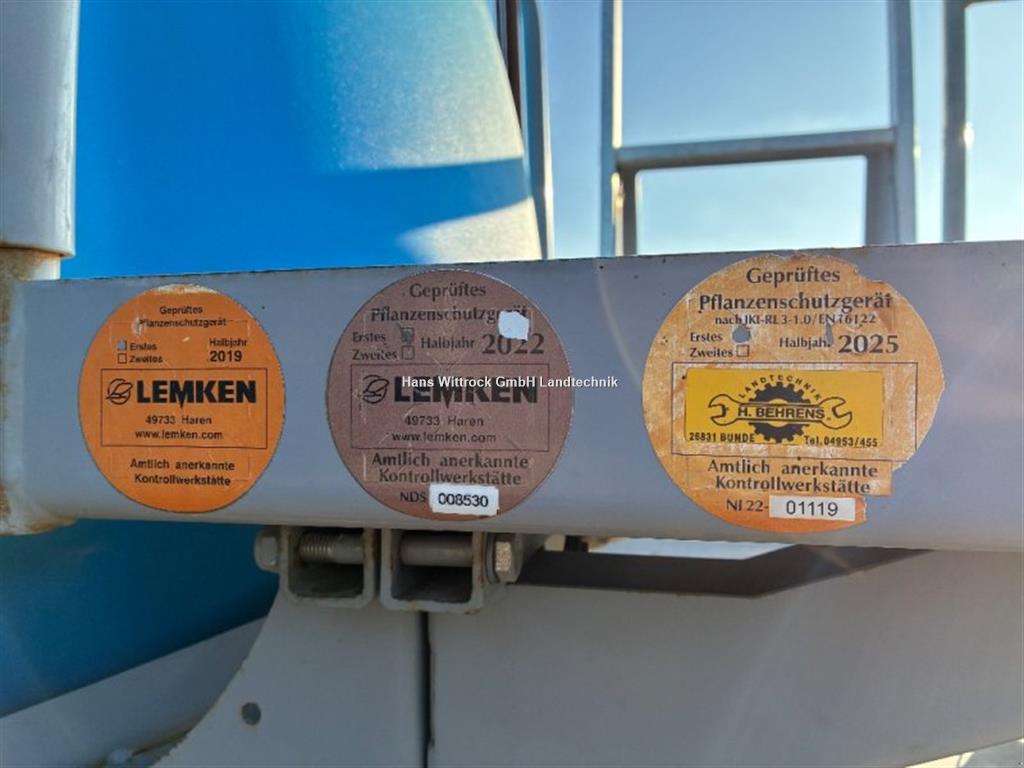 Geprüftes
Pflanzenschutzgerät
Erstes Halbjahr
Zweites 2019
LEMKEN
49733 Haren
www.lemken.com
Amtlich anerkannte
Kontrollwerkstätte
Geprüftes
Pflanzenschutzgerät
Erstes Halbjahr 2022
Zweites
LEMKEN
49733 Haren
www.lemken.com
Amtlich anerkannte
Kontrollwerkstätte
NDS 008530
Hans Wittrock GmbH Landtechnik
Geprüftes
Pflanzenschutzgerät
nach JKI-RL 3-1.0/EN 16122
Erstes Halbjahr 2025
Zweites
LANDTECHNIK
H. BEHRENS
26831 BUNDE Tel. 04953/455
Amtlich anerkannte
Kontrollwerkstätte
NI 22- 01119